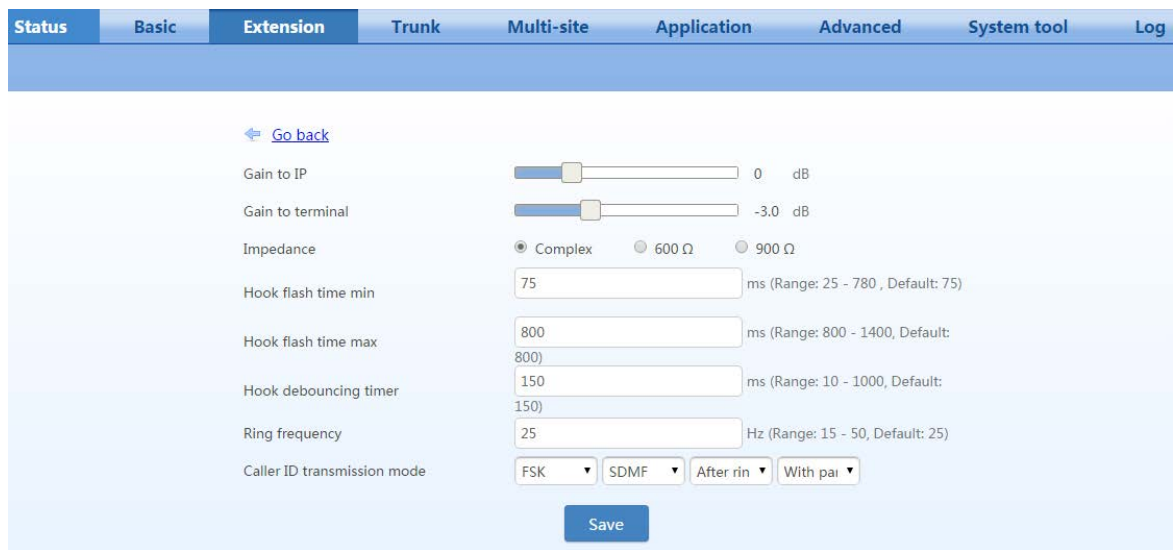 Status Basic Extension Trunk Multi-site Application Advanced System tool Log
Go back
Gain to IP 0 dB
Gain to terminal -3.0 dB
Impedance Complex 600 Ω 900 Ω
Hook flash time min 75 ms (Range: 25 - 780 , Default: 75)
Hook flash time max 800 ms (Range: 800 - 1400, Default:
800)
Hook debouncing timer 150 ms (Range: 10 - 1000, Default:
150)
Ring frequency 25 Hz (Range: 15 - 50, Default: 25)
Caller ID transmission mode FSK SDMF After rin With par
Save